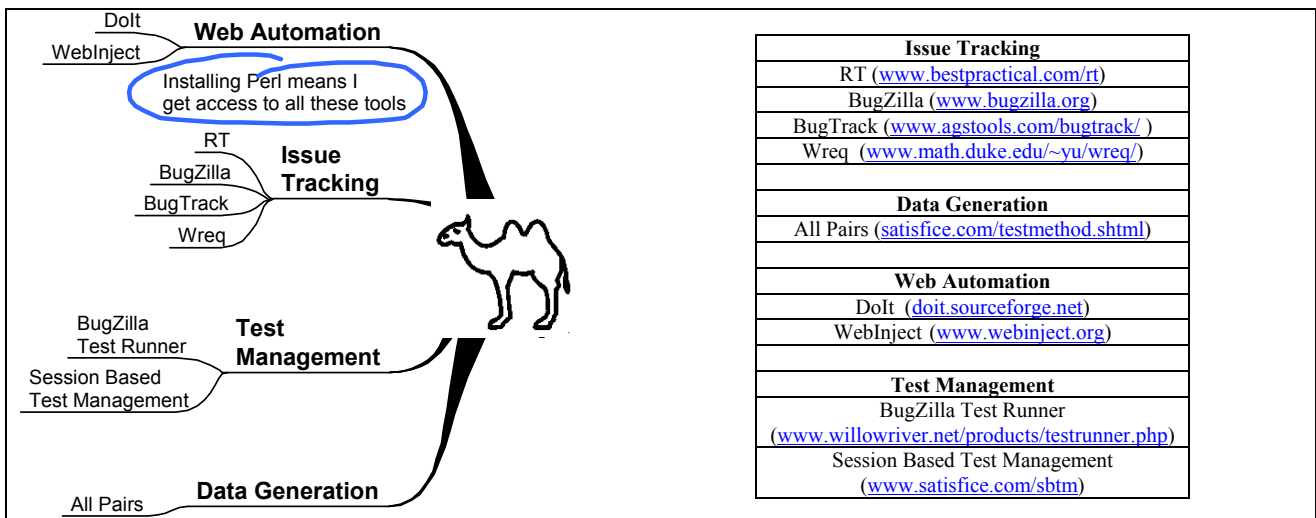 DoIt
WebInject
Web Automation
Installing Perl means I
get access to all these tools
RT
BugZilla
BugTrack
Wreq
Issue
Tracking
BugZilla
Test Runner
Session Based
Test Management
Test
Management
All Pairs
Data Generation
Issue Tracking
RT (www.bestpractical.com/rt)
BugZilla (www.bugzilla.org)
BugTrack (www.agstools.com/bugtrack/ )
Wreq (www.math.duke.edu/~yu/wreq/)
Data Generation
All Pairs (satisfice.com/testmethod.shtml)
Web Automation
DoIt (doit.sourceforge.net)
WebInject (www.webinject.org)
Test Management
BugZilla Test Runner
(www.willowriver.net/products/testrunner.php)
Session Based Test Management
(www.satisfice.com/sbtm)